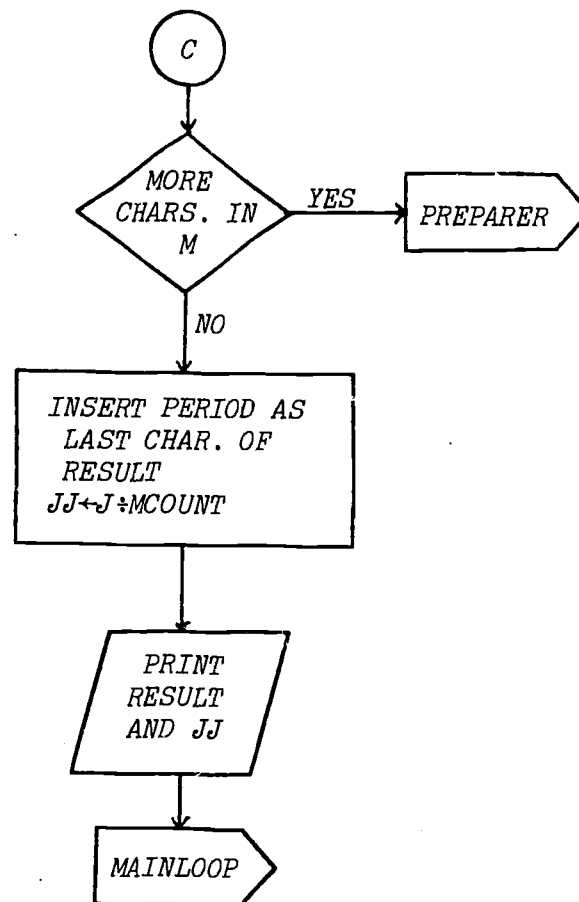 C
MORE
CHARS. IN
M
YES
PREPARER
NO
INSERT PERIOD AS
LAST CHAR. OF
RESULT
JJ←J÷MCOUNT
PRINT
RESULT
AND JJ
MAINLOOP